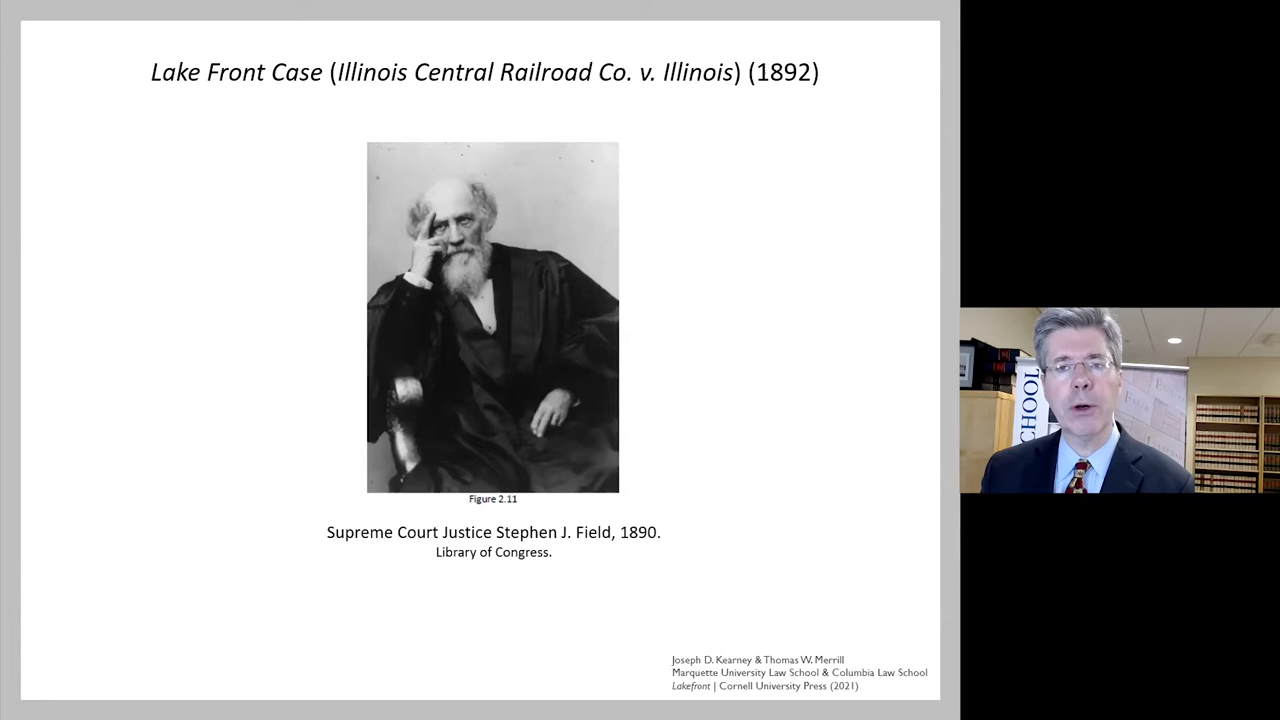 Lake Front Case (Illinois Central Railroad Co. v. Illinois) (1892)
Figure 2.11
Supreme Court Justice Stephen J. Field, 1890.
Library of Congress.
Joseph D. Kearney & Thomas W. Merrill
Marquette University Law School & Columbia Law School
Lakefront | Cornell University Press (2021)
CHOOL